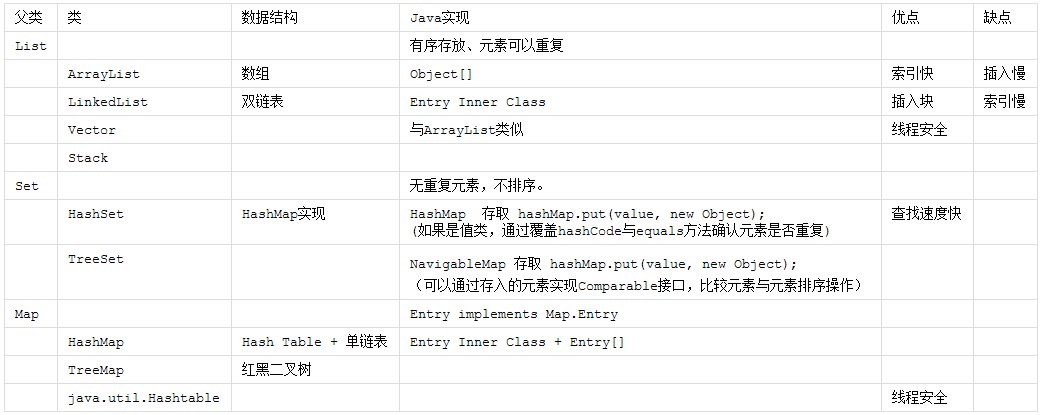 父类 类 数据结构 Java实现 优点 缺点
List 有序存放、元素可以重复
ArrayList 数组 Object[] 索引快 插入慢
LinkedList 双链表 Entry Inner Class 插入块 索引慢
Vector 与ArrayList类似 线程安全
Stack
Set 无重复元素，不排序。
HashSet HashMap实现 HashMap 存取 hashMap.put(value, new Object); 查找速度快
(如果是值类，通过覆盖hashCode与equals方法确认元素是否重复)
TreeSet NavigableMap 存取 hashMap.put(value, new Object);
（可以通过存入的元素实现Comparable接口，比较元素与元素排序操作）
Map Entry implements Map.Entry
HashMap Hash Table + 单链表 Entry Inner Class + Entry[]
TreeMap 红黑二叉树
java.util.Hashtable 线程安全